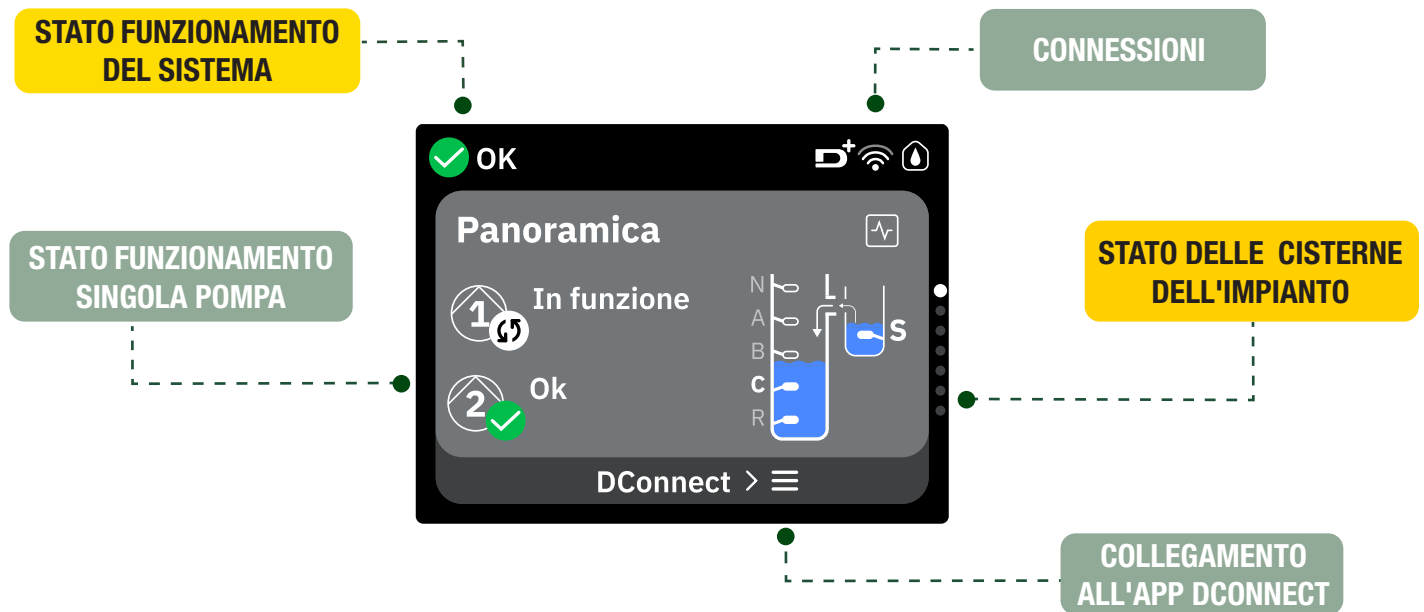 STATO FUNZIONAMENTO
DEL SISTEMA
CONNESSIONI
OK
D+
STATO FUNZIONAMENTO
SINGOLA POMPA
Panoramica
1
In funzione
2
Ok
N
A
B
C
R
L
S
STATO DELLE CISTERNE
DELL'IMPIANTO
DConnect >
COLLEGAMENTO
ALL'APP DCONNECT